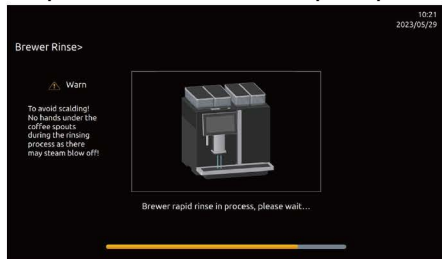 10:21
2023/05/29
Brewer Rinse>
Warn
To avoid scalding!
No hands under the
coffee spouts
during the rinsing
process as there
may steam blow off!
Brewer rapid rinse in process, please wait...